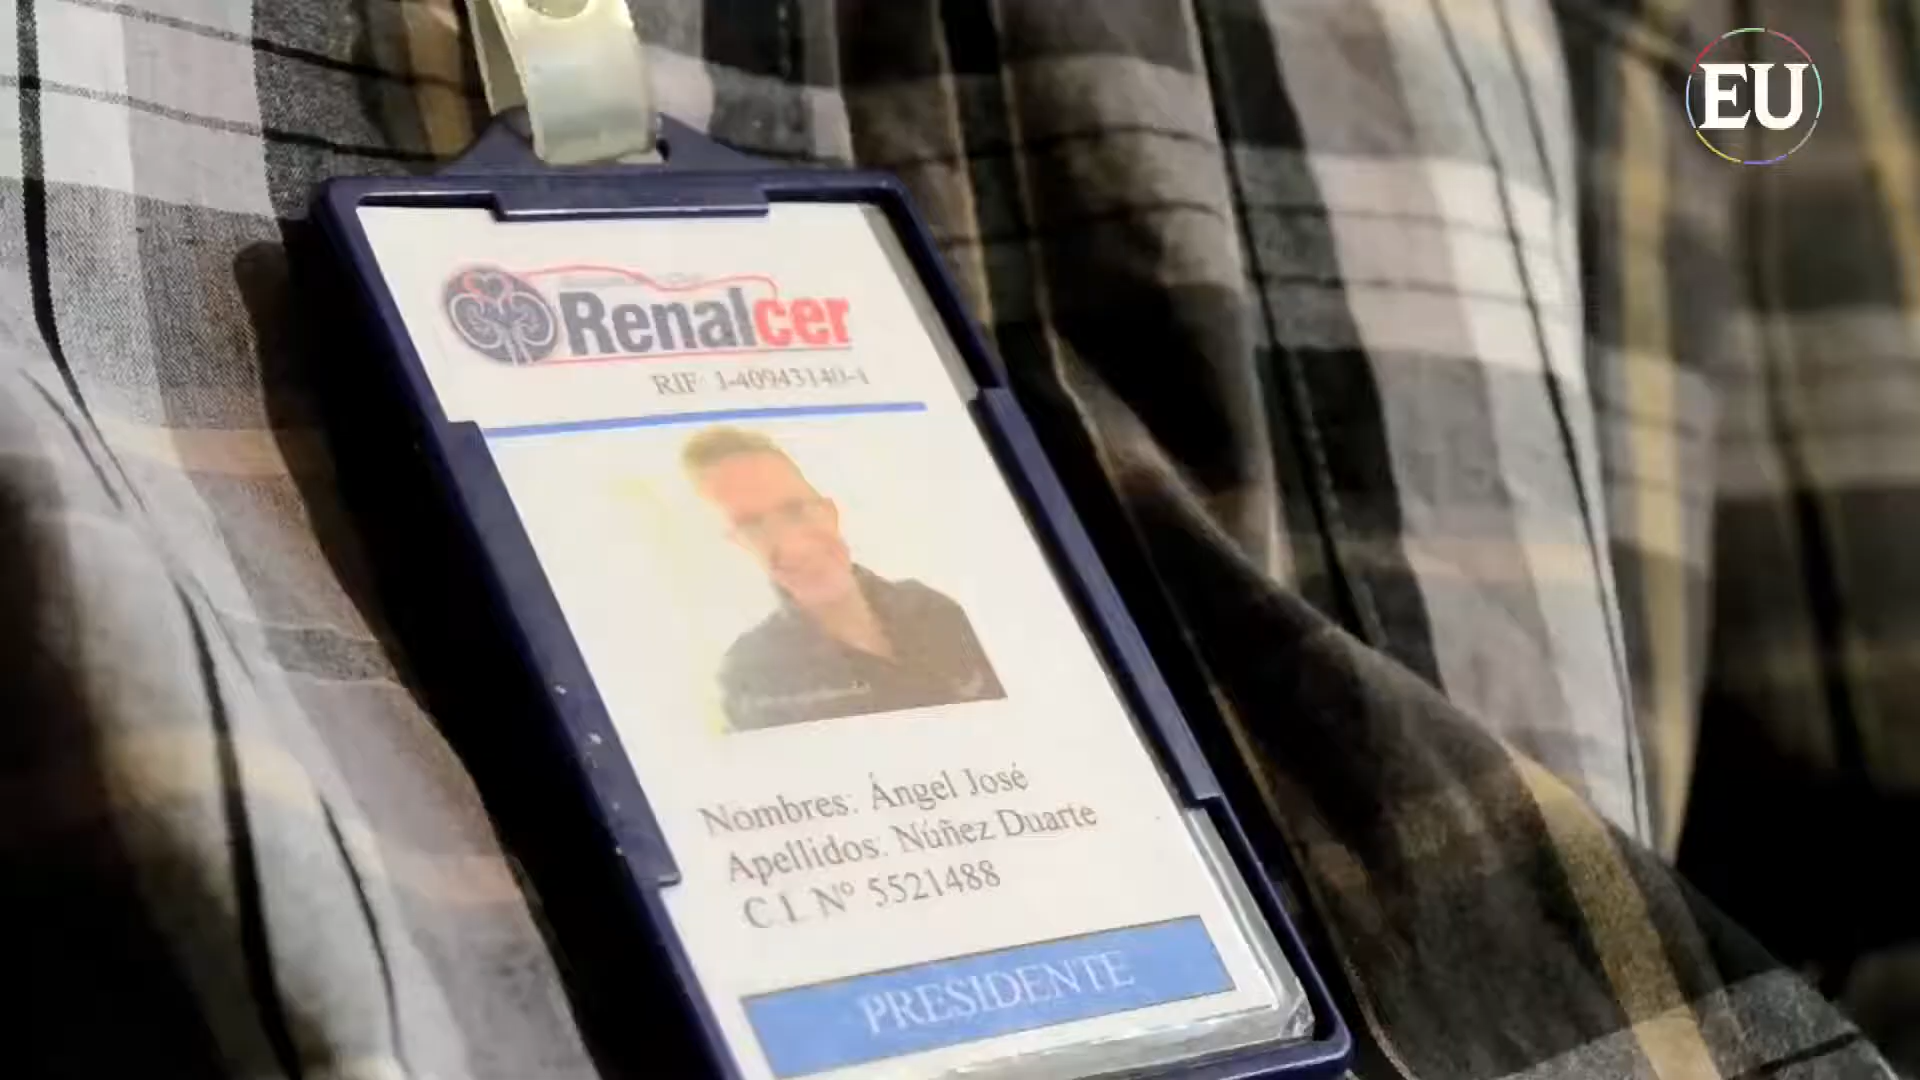 EU
Renalcer
RIF: J-40943140-1
Nombres: Ángel José
Apellidos: Núñez Duarte
C.I. Nº 5521488
PRESIDENTE